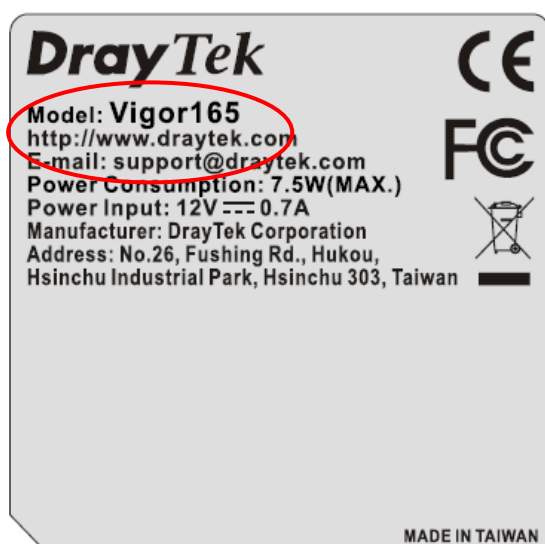 DrayTek
Model: Vigor165
http://www.draytek.com
E-mail: support@draytek.com
Power Consumption: 7.5W(MAX.)
Power Input: 12V ⎓ 0.7A
Manufacturer: DrayTek Corporation
Address: No.26, Fushing Rd., Hukou,
Hsinchu Industrial Park, Hsinchu 303, Taiwan
CE
FC
MADE IN TAIWAN